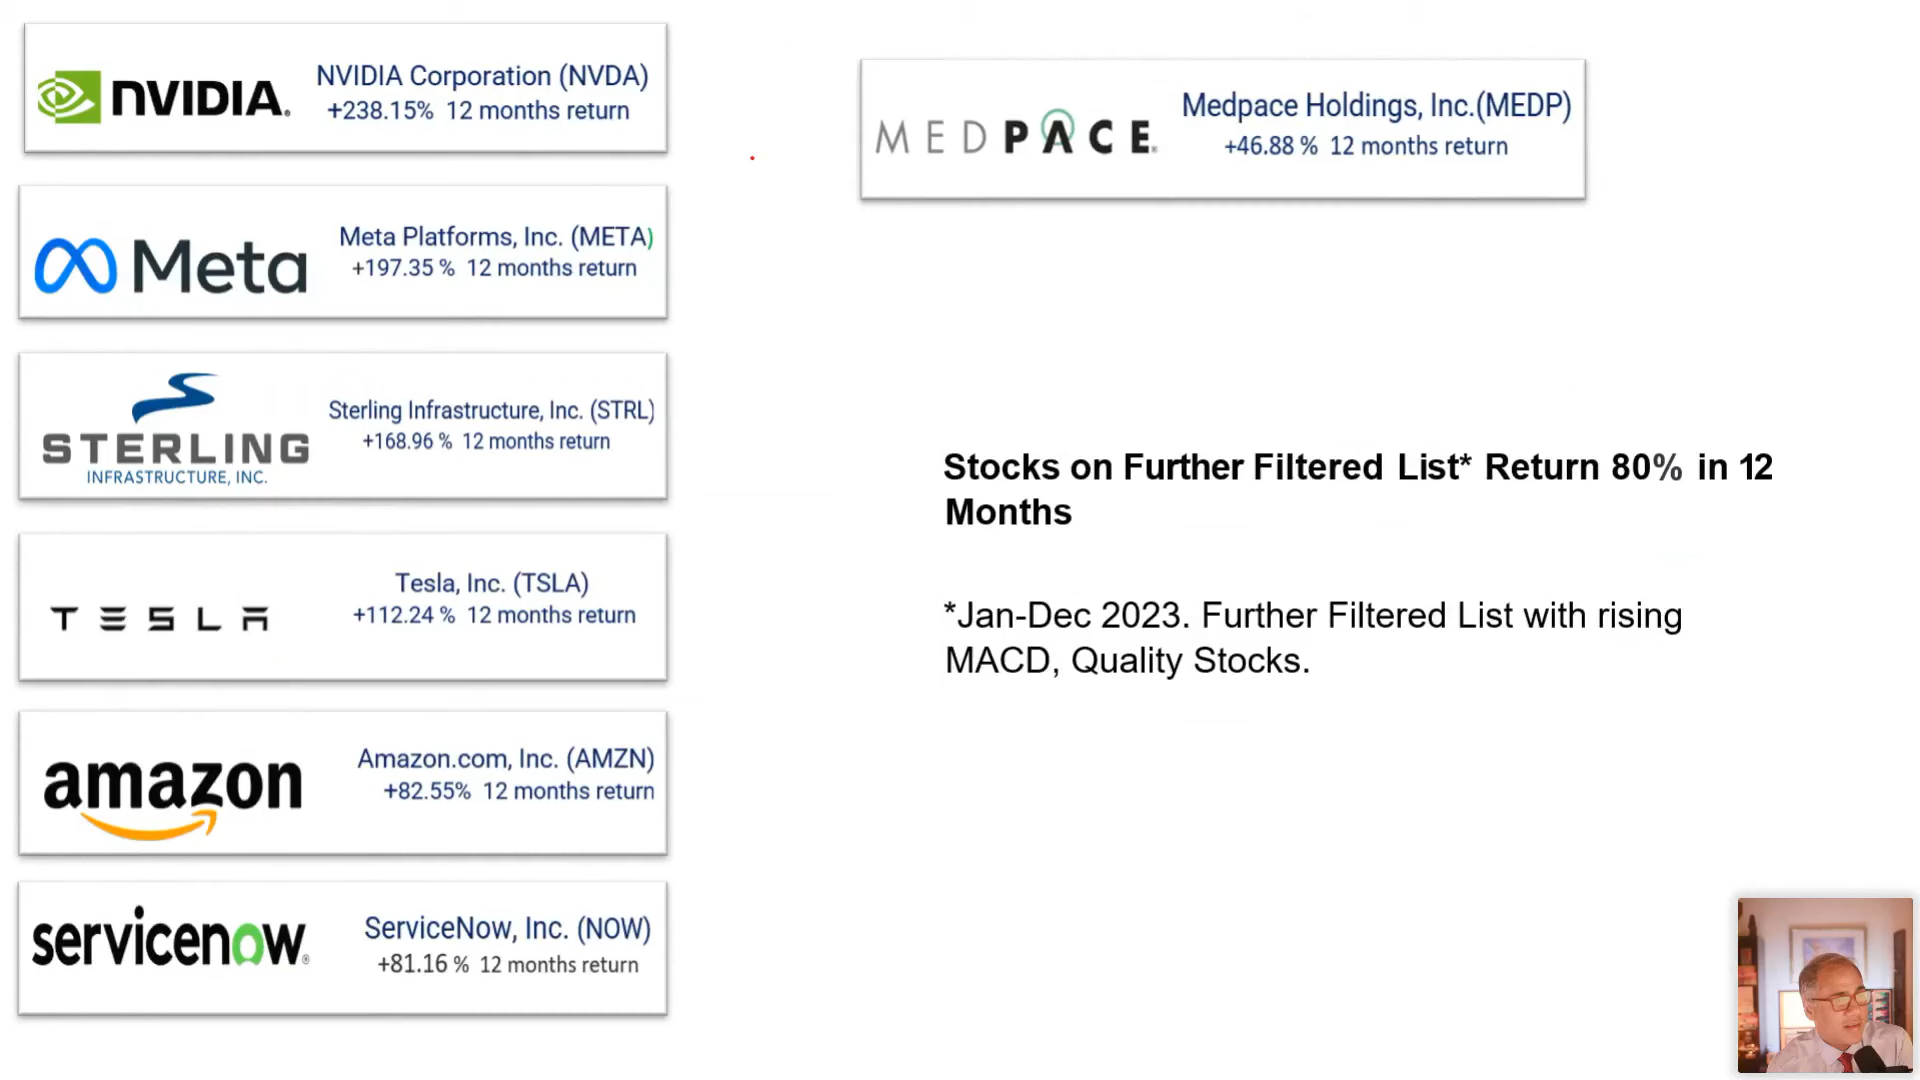 NVIDIA.
NVIDIA Corporation (NVDA)
+238.15% 12 months return
Meta
Meta Platforms, Inc. (META)
+197.35 % 12 months return
STERLING
INFRASTRUCTURE, INC.
Sterling Infrastructure, Inc. (STRL)
+168.96 % 12 months return
TESLA
Tesla, Inc. (TSLA)
+112.24 % 12 months return
amazon
Amazon.com, Inc. (AMZN)
+82.55% 12 months return
servicenow®
ServiceNow, Inc. (NOW)
+81.16 % 12 months return
MEDPACE®
Medpace Holdings, Inc.(MEDP)
+46.88 % 12 months return
Stocks on Further Filtered List* Return 80% in 12
Months
*Jan-Dec 2023. Further Filtered List with rising
MACD, Quality Stocks.